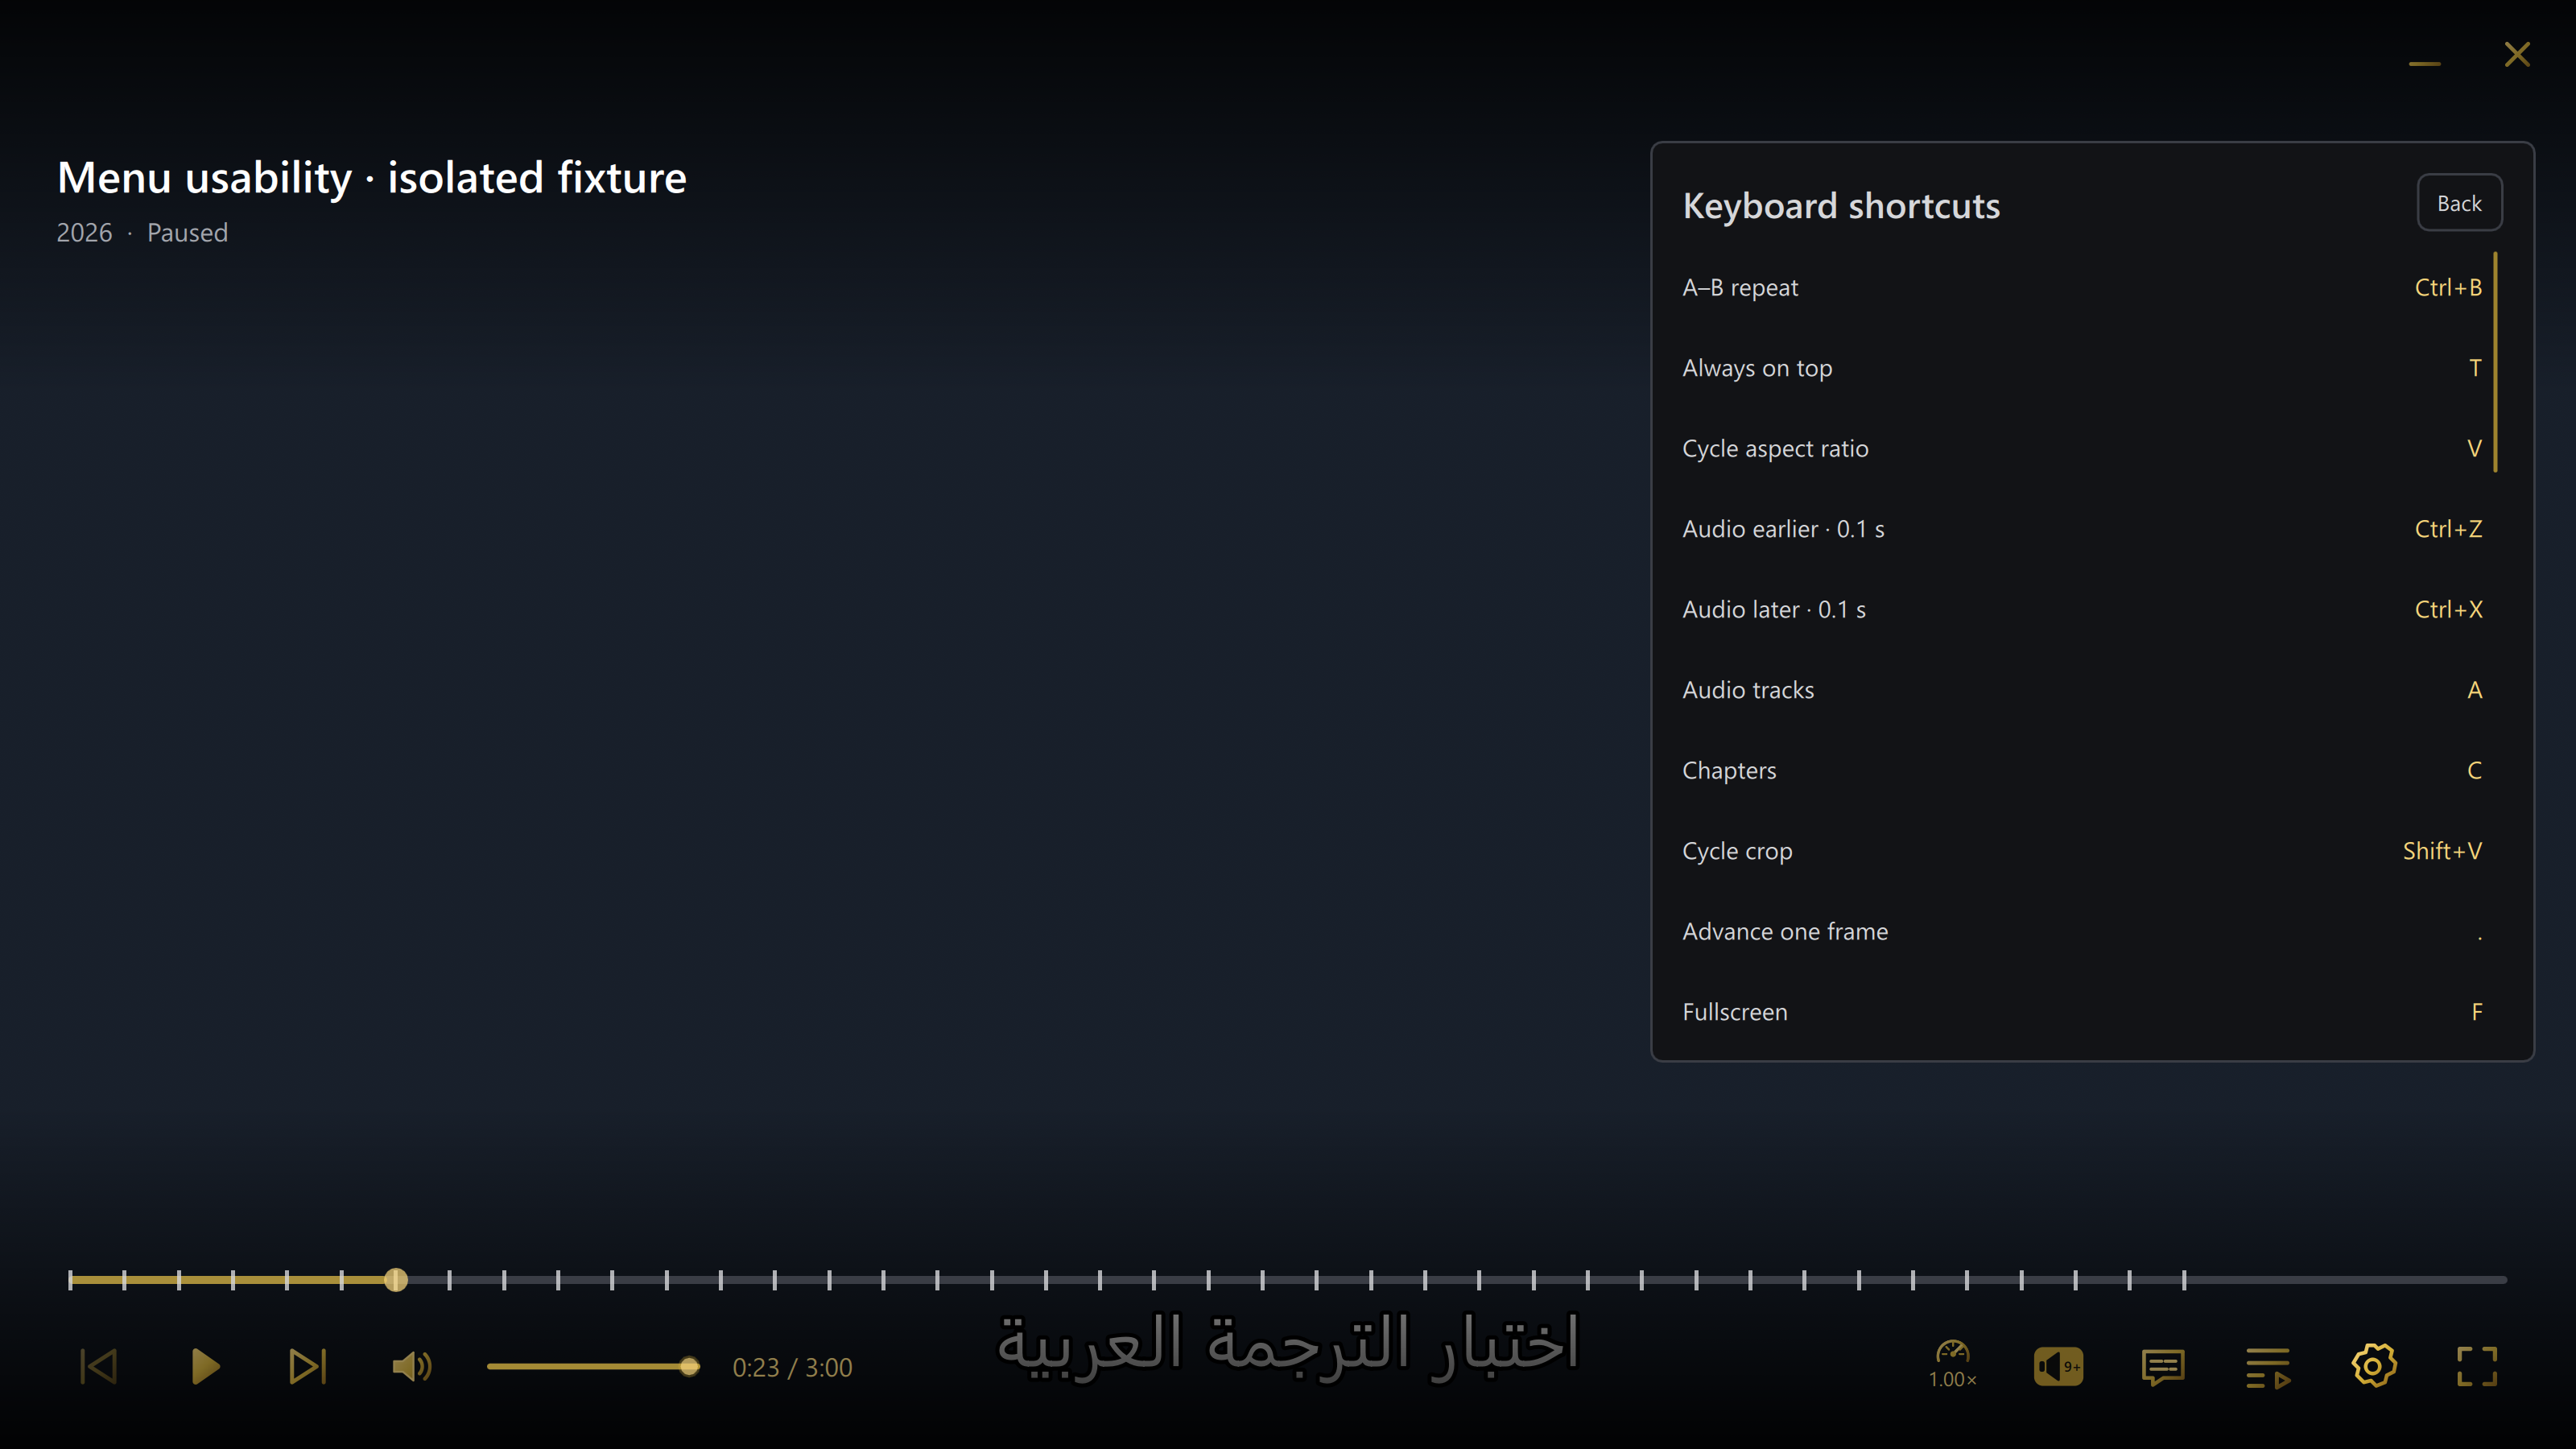 Menu usability · isolated fixture
2026 · Paused
Keyboard shortcuts
Back
A–B repeat Ctrl+B
Always on top T
Cycle aspect ratio V
Audio earlier · 0.1 s Ctrl+Z
Audio later · 0.1 s Ctrl+X
Audio tracks A
Chapters C
Cycle crop Shift+V
Advance one frame .
Fullscreen F
اختبار الترجمة العربية
0:23 / 3:00
1.00×
9+